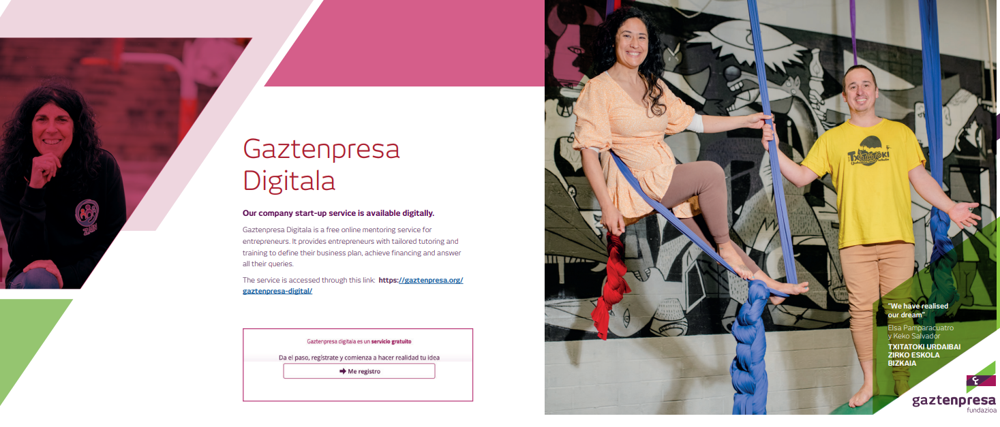 Gaztenpresa
Digitala
Our company start-up service is available digitally.
Gaztenpresa Digitala is a free online mentoring service for
entrepreneurs. It provides entrepreneurs with tailored tutoring and
training to define their business plan, achieve financing and answer
all their queries.
The service is accessed through this link: https://gaztenpresa.org/
gaztenpresa-digital/
Gaztenpresa digitala es un servicio gratuito
Da el paso, regístrate y comienza a hacer realidad tu idea
Me registro
ZAIN
TXITATOKI
"We have realised
our dream"
Elsa Pamparacuatro
y Keko Salvador
TXITATOKI URDAIBAI
ZIRKO ESKOLA
BIZKAIA
gaztenpresa
fundazioa